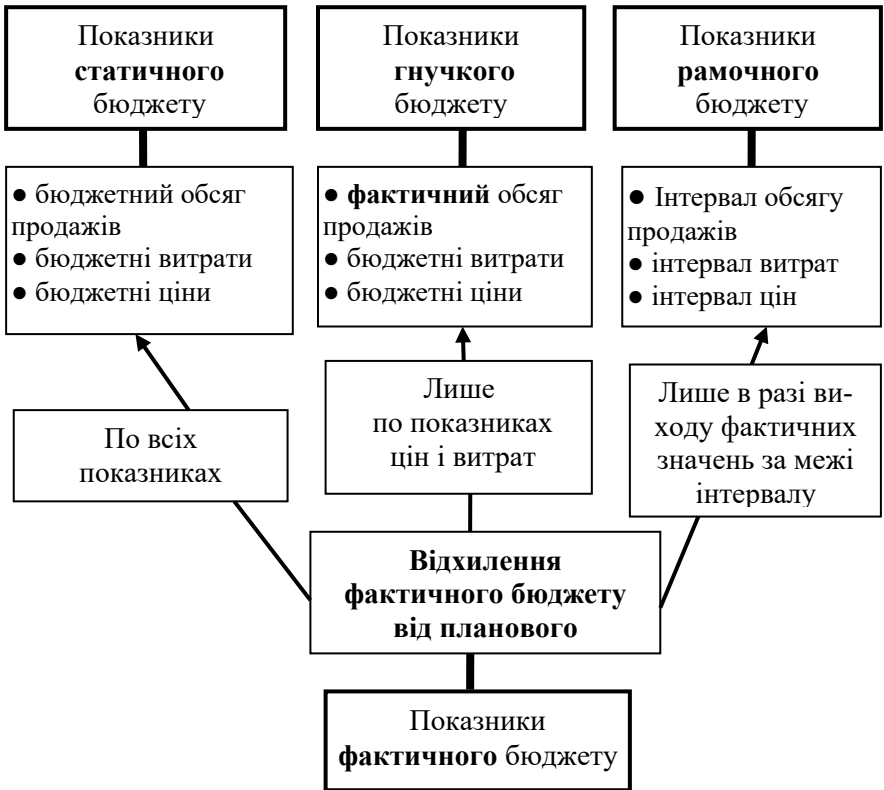 Показники
статичного
бюджету
Показники
гнучкого
бюджету
Показники
рамочного
бюджету
● бюджетний обсяг
продажів
● бюджетні витрати
● бюджетні ціни
● фактичний обсяг
продажів
● бюджетні витрати
● бюджетні ціни
● Інтервал обсягу
продажів
● інтервал витрат
● інтервал цін
По всіх
показниках
Лише
по показниках
цін і витрат
Лише в разі ви-
ходу фактичних
значень за межі
інтервалу
Відхилення
фактичного бюджету
від планового
Показники
фактичного бюджету